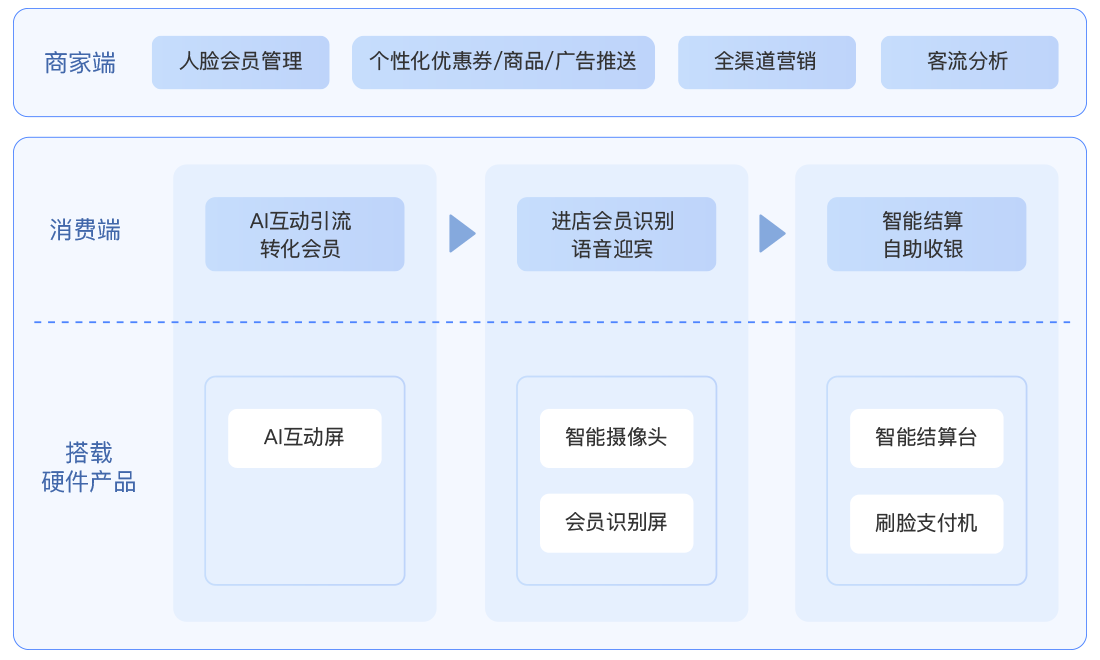 商家端
人脸会员管理
个性化优惠券/商品/广告推送
全渠道营销
客流分析
消费端
AI互动引流
转化会员
进店会员识别
语音迎宾
智能结算
自助收银
搭载
硬件产品
AI互动屏
智能摄像头
会员识别屏
智能结算台
刷脸支付机